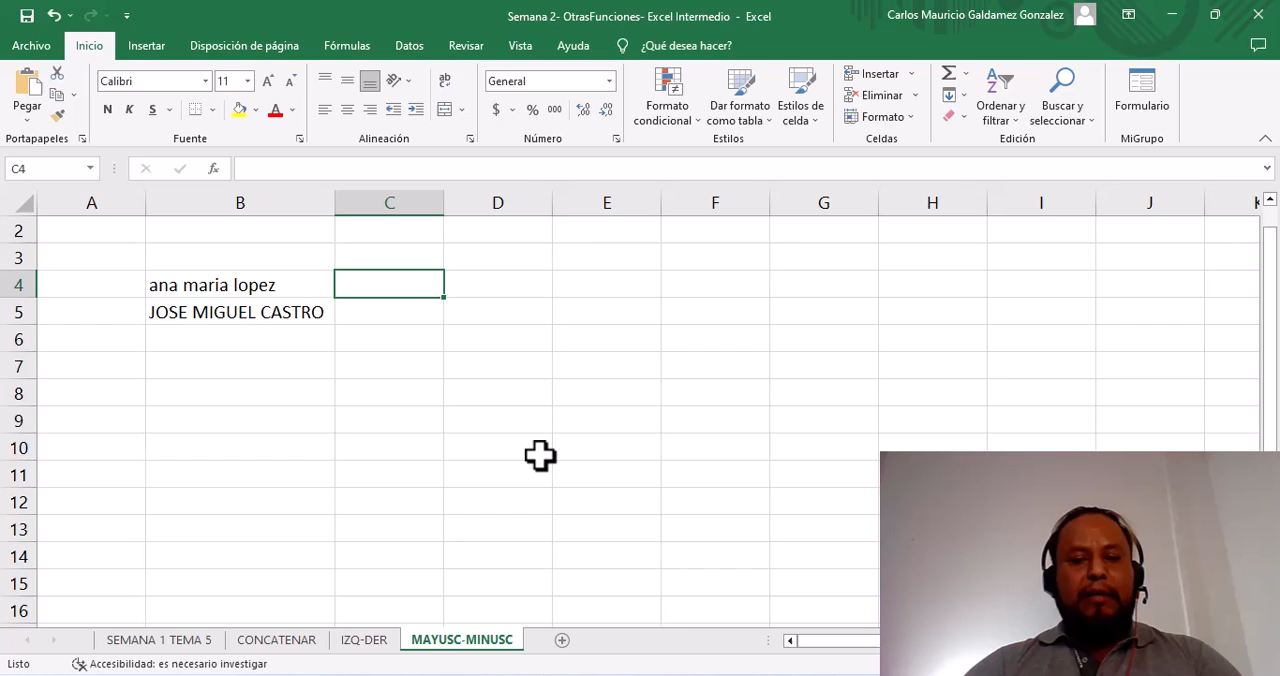 Semana 2- OtrasFunciones- Excel Intermedio - Excel
Carlos Mauricio Galdamez Gonzalez
Archivo Inicio Insertar Disposición de página Fórmulas Datos Revisar Vista Ayuda ¿Qué desea hacer?
Pegar
Calibri 11
N K S
ab
General
$ % 000
Formato condicional
Dar formato como tabla
Estilos de celda
Insertar
Eliminar
Formato
Ordenar y filtrar
Buscar y seleccionar
Formulario
Portapapeles Fuente Alineación Número Estilos Celdas Edición MiGrupo
C4 fx
A B C D E F G H I J K
2
3
4 ana maria lopez
5 JOSE MIGUEL CASTRO
6
7
8
9
10
11
12
13
14
15
16
SEMANA 1 TEMA 5 CONCATENAR IZQ-DER MAYUSC-MINUSC
Listo Accesibilidad: es necesario investigar